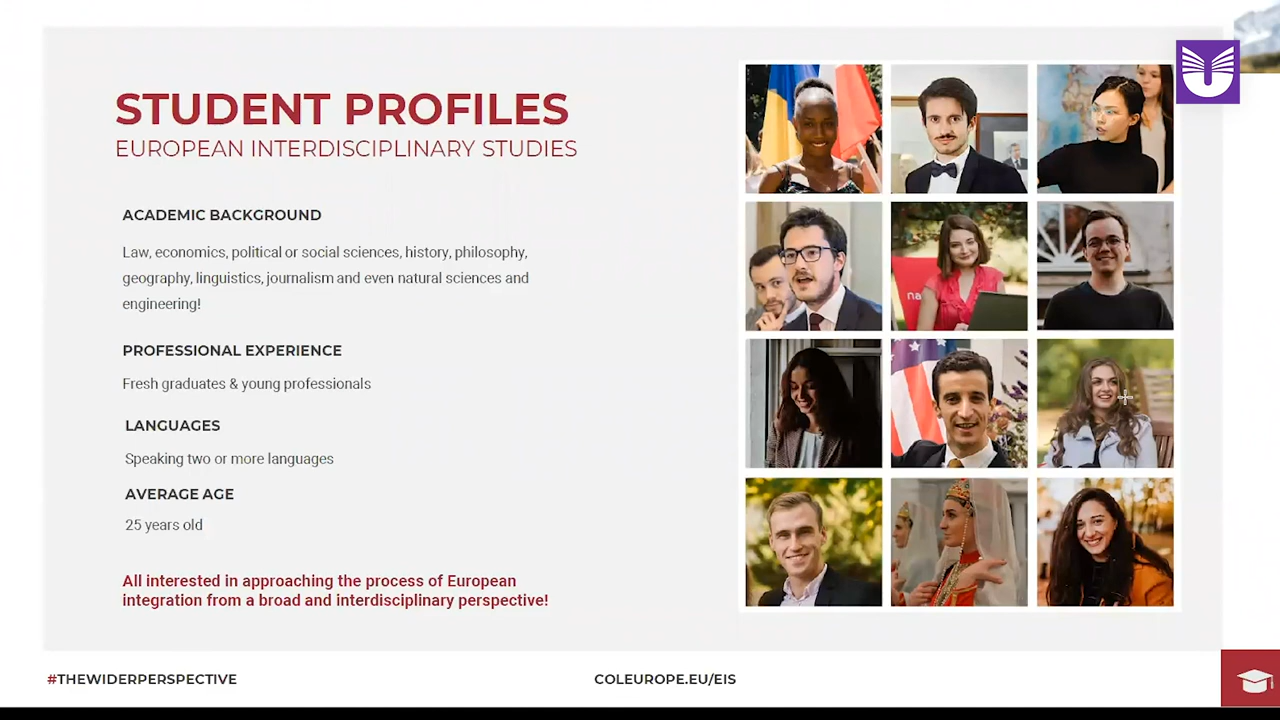 STUDENT PROFILES
EUROPEAN INTERDISCIPLINARY STUDIES
ACADEMIC BACKGROUND
Law, economics, political or social sciences, history, philosophy,
geography, linguistics, journalism and even natural sciences and
engineering!
PROFESSIONAL EXPERIENCE
Fresh graduates & young professionals
LANGUAGES
Speaking two or more languages
AVERAGE AGE
25 years old
All interested in approaching the process of European
integration from a broad and interdisciplinary perspective!
na
#THEWIDERPERSPECTIVE
COLEUROPE.EU/EIS